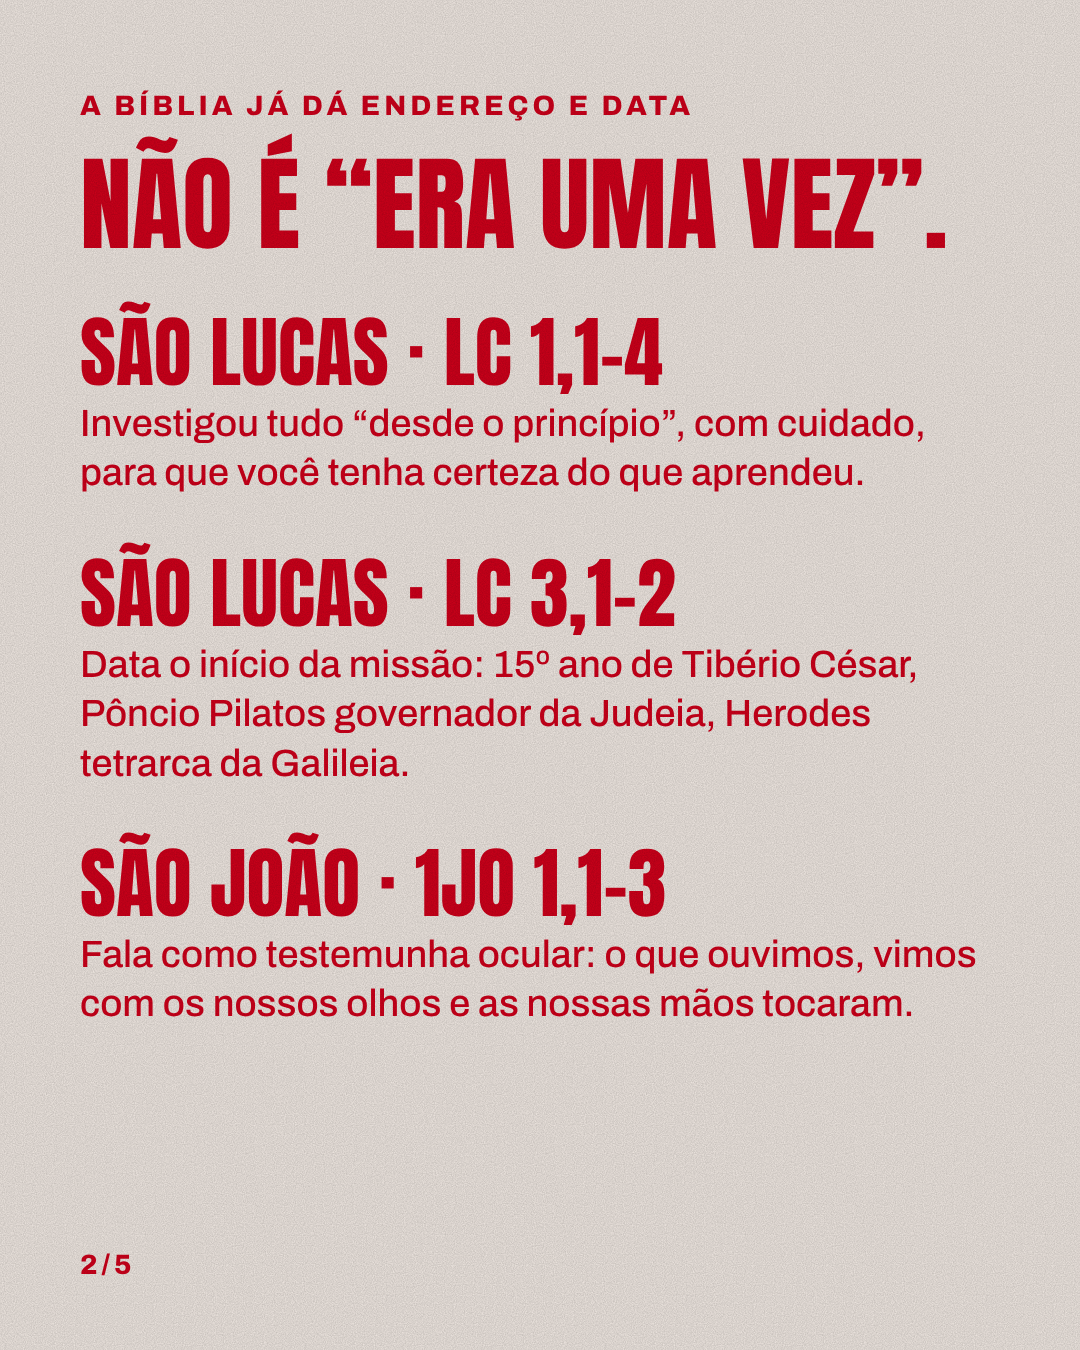 A BÍBLIA JÁ DÁ ENDEREÇO E DATA
NÃO É “ERA UMA VEZ”.
SÃO LUCAS · LC 1,1-4
Investigou tudo “desde o princípio”, com cuidado,
para que você tenha certeza do que aprendeu.
SÃO LUCAS · LC 3,1-2
Data o início da missão: 15º ano de Tibério César,
Pôncio Pilatos governador da Judeia, Herodes
tetrarca da Galileia.
SÃO JOÃO · 1JO 1,1-3
Fala como testemunha ocular: o que ouvimos, vimos
com os nossos olhos e as nossas mãos tocaram.
2/5